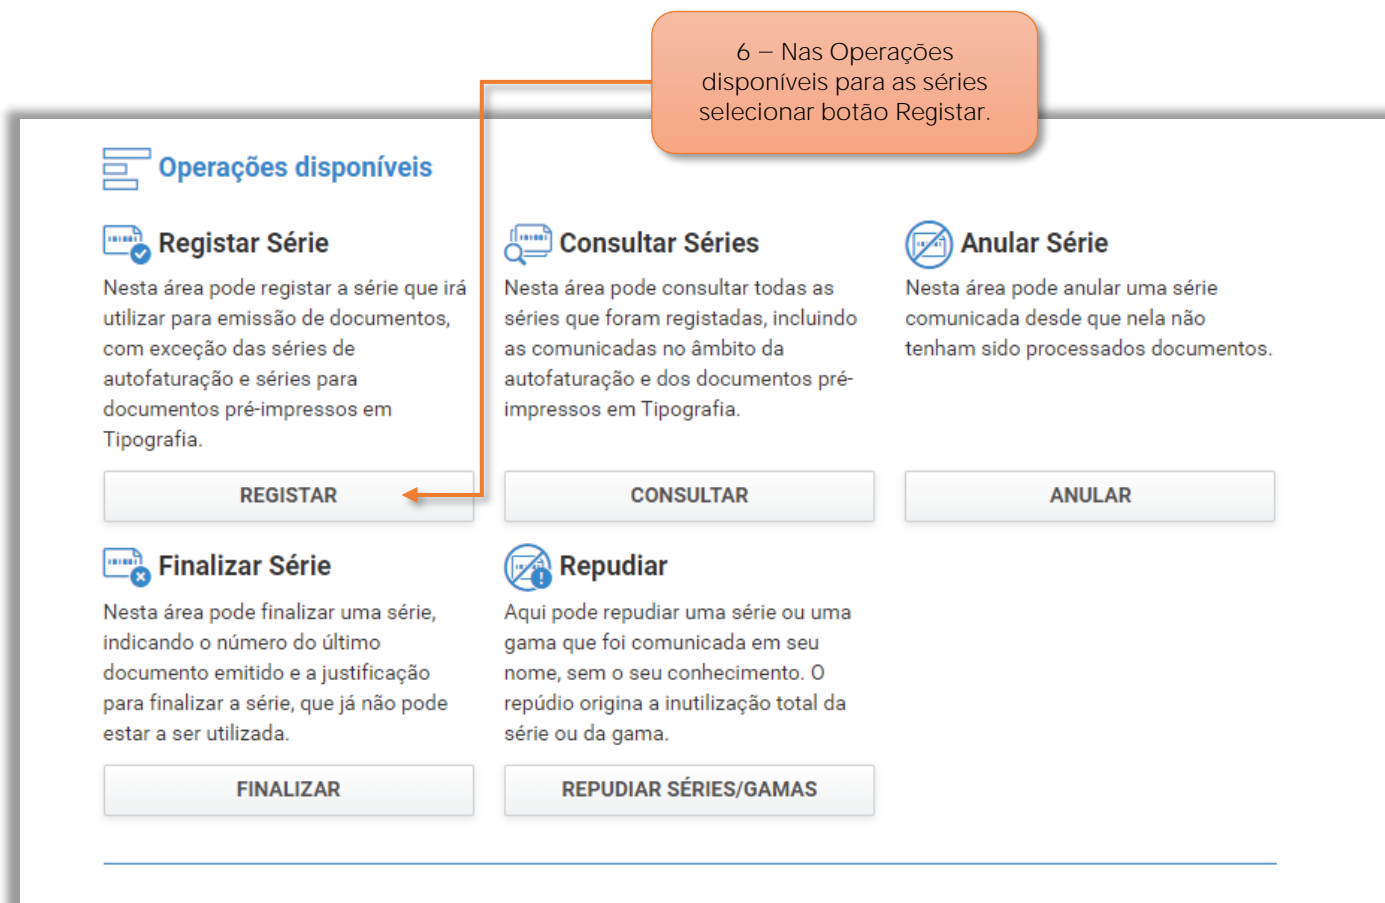 6 – Nas Operações
disponíveis para as séries
selecionar botão Registar.
Operações disponíveis
Registar Série
Nesta área pode registar a série que irá
utilizar para emissão de documentos,
com exceção das séries de
autofaturação e séries para
documentos pré-impressos em
Tipografia.
REGISTAR
Consultar Séries
Nesta área pode consultar todas as
séries que foram registadas, incluindo
as comunicadas no âmbito da
autofaturação e dos documentos pré-
impressos em Tipografia.
CONSULTAR
Anular Série
Nesta área pode anular uma série
comunicada desde que nela não
tenham sido processados documentos.
ANULAR
Finalizar Série
Nesta área pode finalizar uma série,
indicando o número do último
documento emitido e a justificação
para finalizar a série, que já não pode
estar a ser utilizada.
FINALIZAR
Repudiar
Aqui pode repudiar uma série ou uma
gama que foi comunicada em seu
nome, sem o seu conhecimento. O
repúdio origina a inutilização total da
série ou da gama.
REPUDIAR SÉRIES/GAMAS